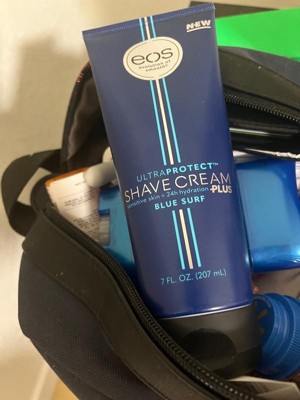 NEW
eos
evolution of smooth®
ULTRAPROTECT™
SHAVE CREAM
sensitive skin + 24h hydration PLUS
BLUE SURF
7 FL. OZ. (207 mL)